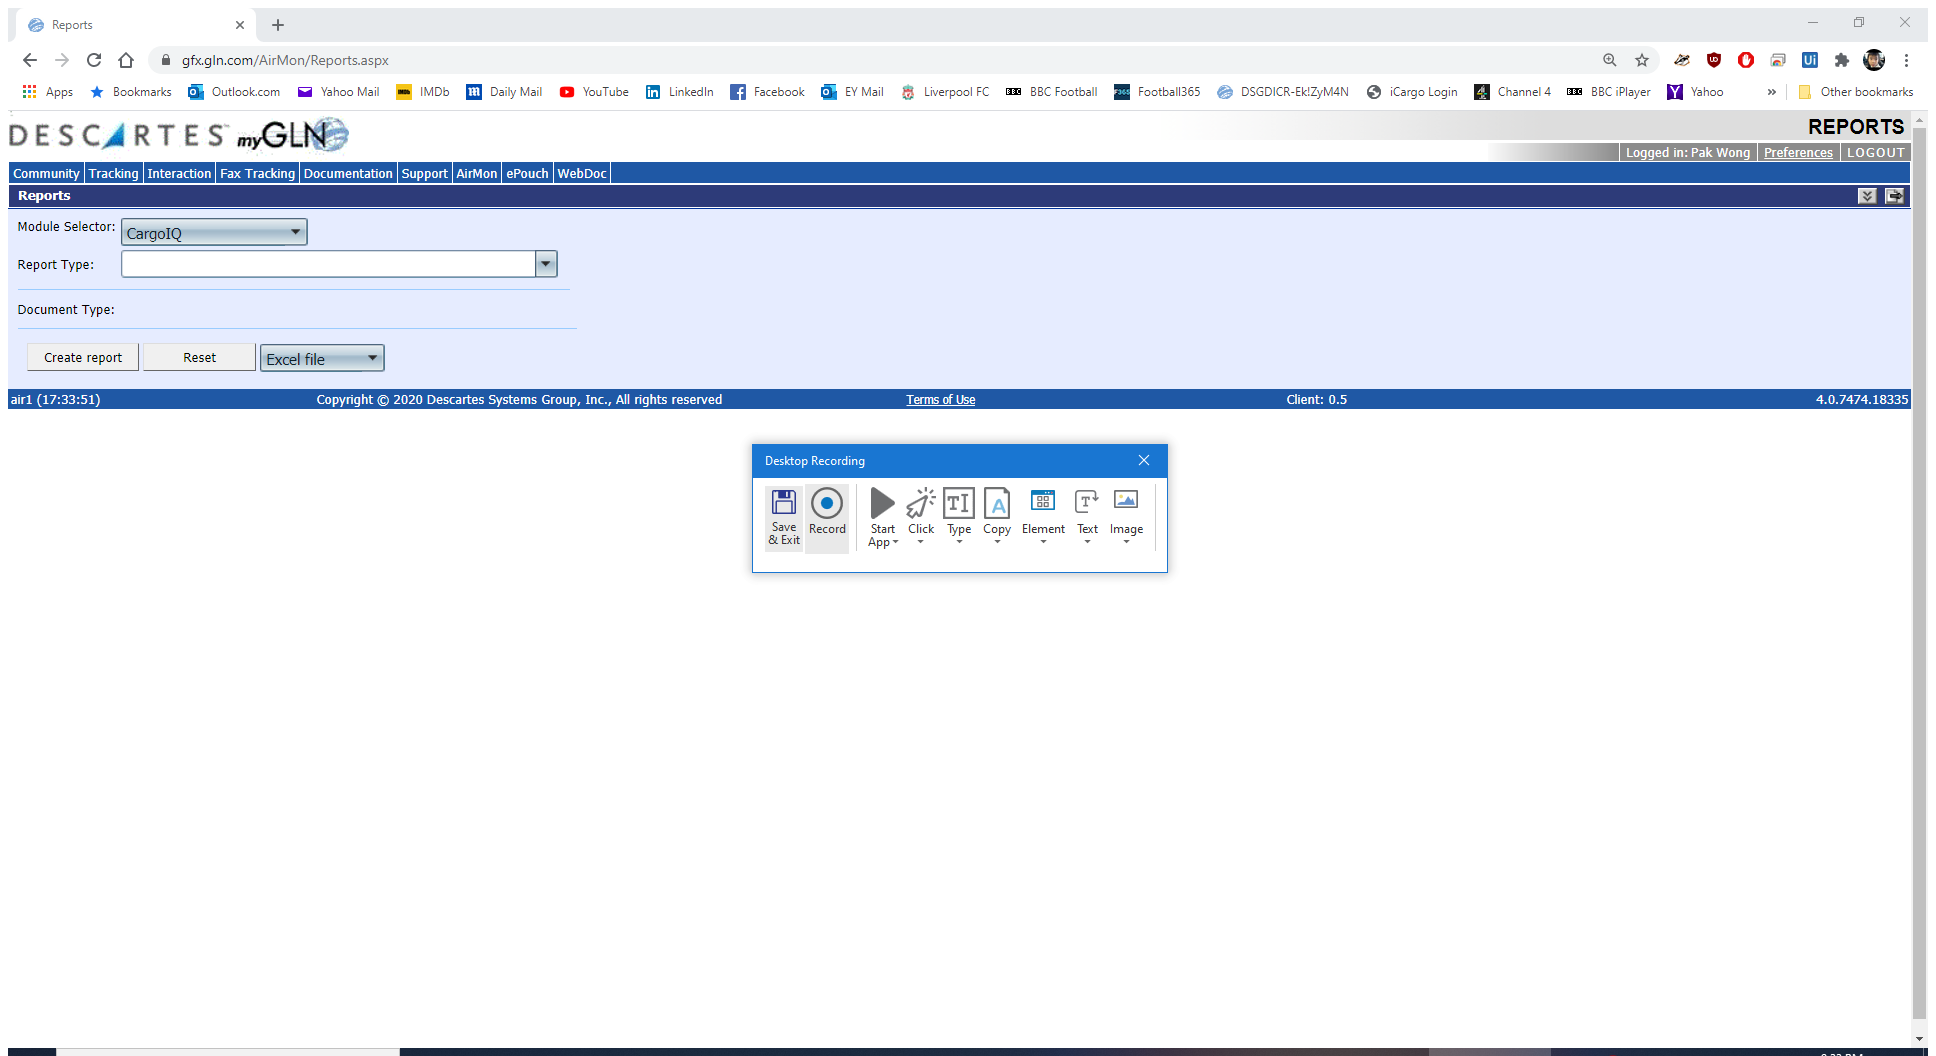 Reports
gfx.gln.com/AirMon/Reports.aspx
Apps Bookmarks Outlook.com Yahoo Mail IMDb Daily Mail YouTube LinkedIn Facebook EY Mail Liverpool FC BBC BBC Football F365 Football365 DSGDICR-Ek!ZyM4N iCargo Login Channel 4 BBC BBC iPlayer Yahoo » Other bookmarks
DESCARTES™ myGLN
REPORTS
Logged in: Pak Wong Preferences LOGOUT
Community Tracking Interaction Fax Tracking Documentation Support AirMon ePouch WebDoc
Reports
Module Selector: CargoIQ
Report Type:
Document Type:
Create report Reset Excel file
air1 (17:33:51) Copyright © 2020 Descartes Systems Group, Inc., All rights reserved Terms of Use Client: 0.5 4.0.7474.18335
Desktop Recording
Save & Exit
Record
Start App
Click
Type
Copy
Element
Text
Image